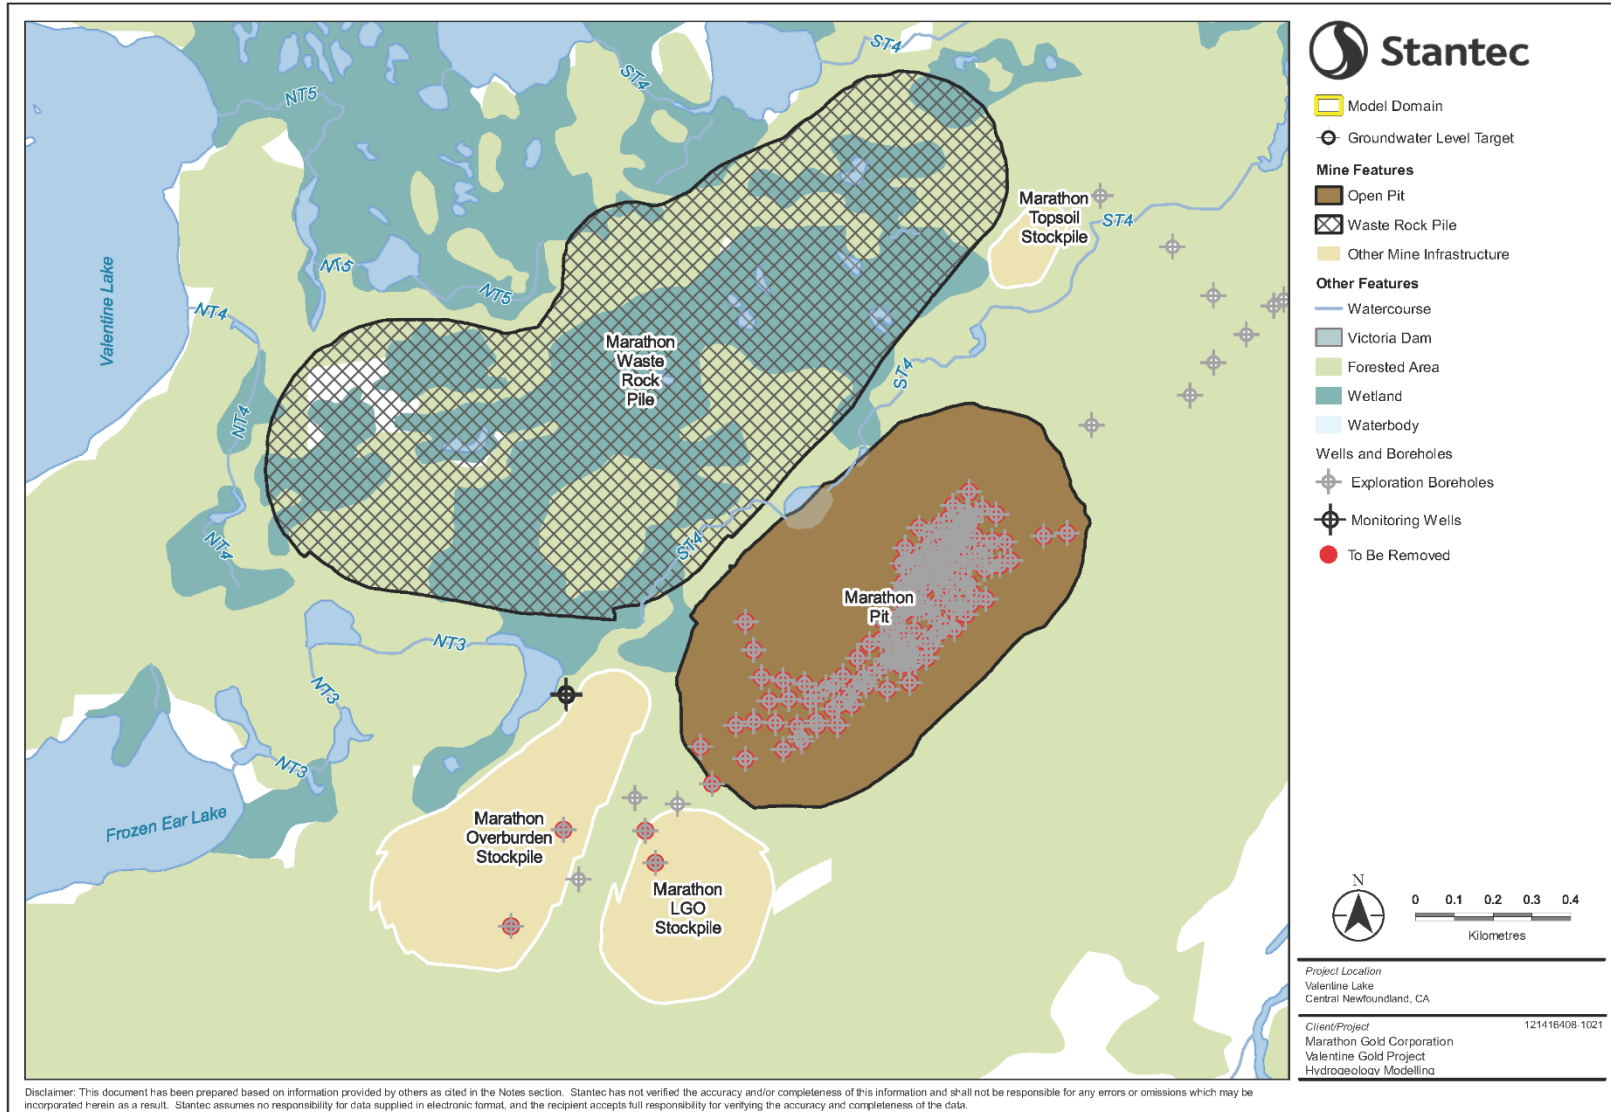 ST4
ST4
NT5
Marathon
Topsoil
Stockpile
ST4
Valentine Lake
NT5
NT5
NT4
Marathon
Waste
Rock
Pile
ST4
NT4
NT4
ST4
Marathon
Pit
NT3
NT3
NT3
Frozen Ear Lake
Marathon
Overburden
Stockpile
Marathon
LGO
Stockpile
Stantec
Model Domain
Groundwater Level Target
Mine Features
Open Pit
Waste Rock Pile
Other Mine Infrastructure
Other Features
Watercourse
Victoria Dam
Forested Area
Wetland
Waterbody
Wells and Boreholes
Exploration Boreholes
Monitoring Wells
To Be Removed
N
0 0.1 0.2 0.3 0.4
Kilometres
Project Location
Valentine Lake
Central Newfoundland, CA
Client/Project 121416408-1021
Marathon Gold Corporation
Valentine Gold Project
Hydrogeology Modelling
Disclaimer: This document has been prepared based on information provided by others as cited in the Notes section. Stantec has not verified the accuracy and/or completeness of this information and shall not be responsible for any errors or omissions which may be
incorporated herein as a result. Stantec assumes no responsibility for data supplied in electronic format, and the recipient accepts full responsibility for verifying the accuracy and completeness of the data.